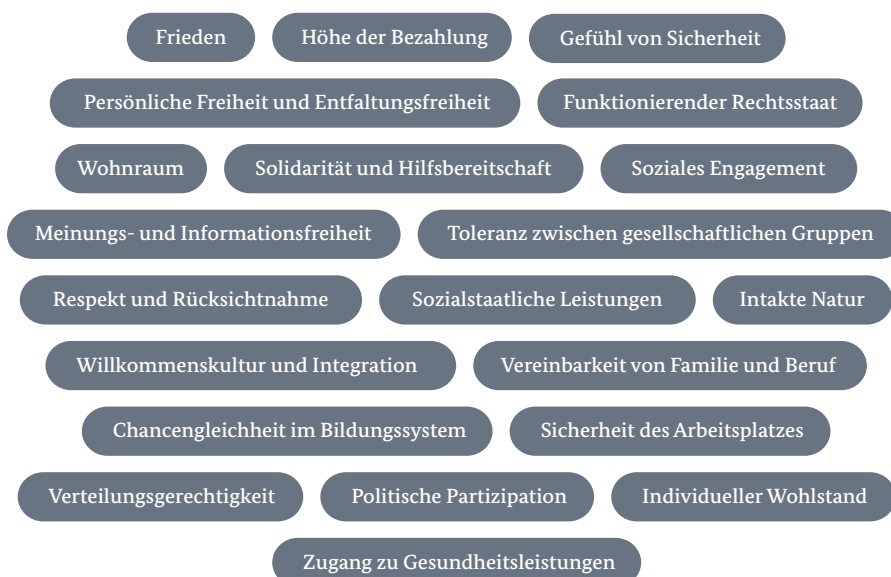 Frieden Höhe der Bezahlung Gefühl von Sicherheit
Persönliche Freiheit und Entfaltungsfreiheit Funktionierender Rechtsstaat
Wohnraum Solidarität und Hilfsbereitschaft Soziales Engagement
Meinungs- und Informationsfreiheit Toleranz zwischen gesellschaftlichen Gruppen
Respekt und Rücksichtnahme Sozialstaatliche Leistungen Intakte Natur
Willkommenskultur und Integration Vereinbarkeit von Familie und Beruf
Chancengleichheit im Bildungssystem Sicherheit des Arbeitsplatzes
Verteilungsgerechtigkeit Politische Partizipation Individueller Wohlstand
Zugang zu Gesundheitsleistungen